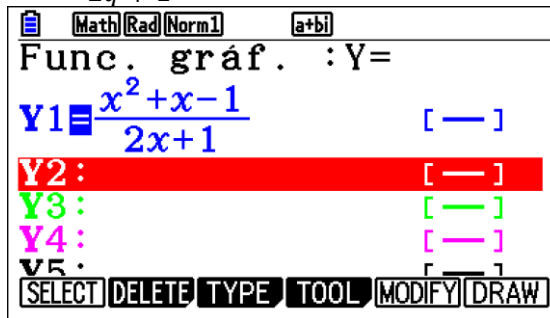 Math Rad Norm1 a+bi
Func. gráf. :Y=
Y1=(x²+x−1)/(2x+1) [—]
Y2: [—]
Y3: [—]
Y4: [—]
Y5: [—]
SELECT DELETE TYPE TOOL MODIFY DRAW